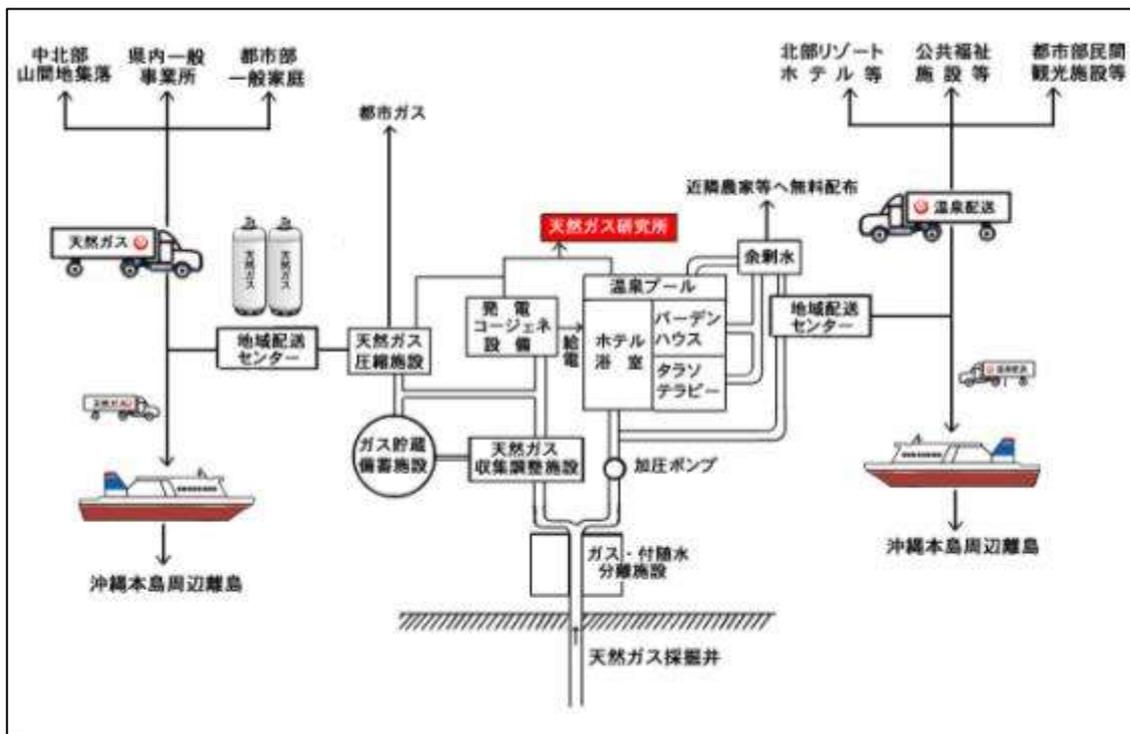 中北部
山間地集落
県内一般
事業所
都市部
一般家庭
都市ガス
北部リゾート
ホテル等
公共福祉
施設等
都市部民間
観光施設等
近隣農家等へ無料配布
天然ガス
天然ガス
天然ガス
天然ガス研究所
余剰水
温泉配送
温泉プール
発電
コージェネ
設備
給電
ホテル
浴室
バーデン
ハウス
タラソ
テラピー
地域配送
センター
天然ガス
圧縮施設
地域配送
センター
天然ガス
温泉配送
ガス貯蔵
備蓄施設
天然ガス
収集調整施設
加圧ポンプ
沖縄本島周辺離島
ガス・付随水
分離施設
沖縄本島周辺離島
天然ガス採掘井